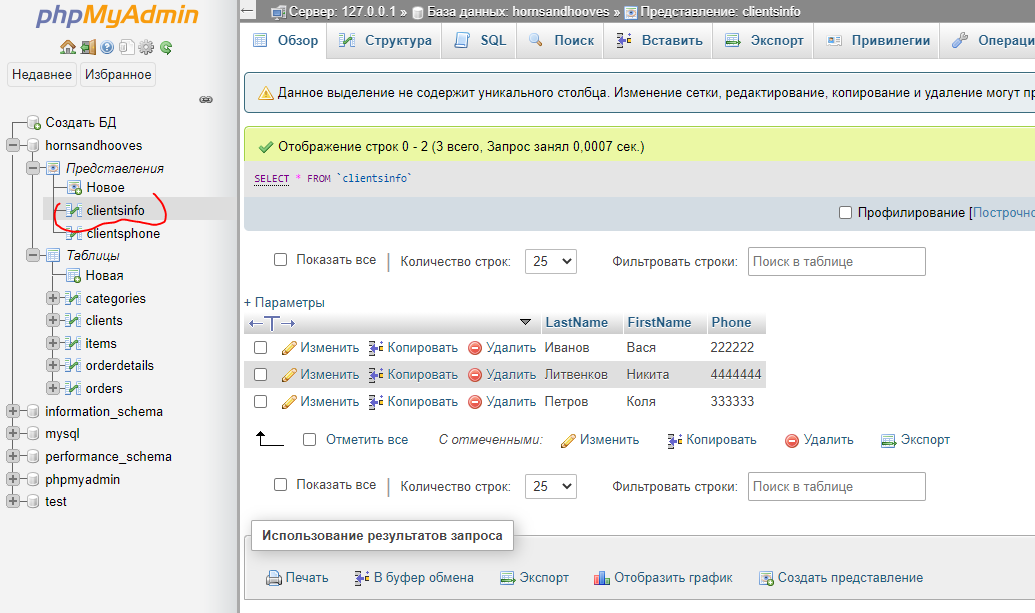 phpMyAdmin
Недавнее Избранное
Создать БД
hornsandhooves
Представления
Новое
clientsinfo
clientsphone
Таблицы
Новая
categories
clients
items
orderdetails
orders
information_schema
mysql
performance_schema
phpmyadmin
test
Сервер: 127.0.0.1 » База данных: hornsandhooves » Представление: clientsinfo
Обзор Структура SQL Поиск Вставить Экспорт Привилегии Операци
Данное выделение не содержит уникального столбца. Изменение сетки, редактирование, копирование и удаление могут пр
Отображение строк 0 - 2 (3 всего, Запрос занял 0,0007 сек.)
SELECT * FROM `clientsinfo`
Профилирование [Построчно
Показать все | Количество строк: 25 Фильтровать строки: Поиск в таблице
+ Параметры
←T→ LastName FirstName Phone
Изменить Копировать Удалить Иванов Вася 222222
Изменить Копировать Удалить Литвенков Никита 4444444
Изменить Копировать Удалить Петров Коля 333333
Отметить все С отмеченными: Изменить Копировать Удалить Экспорт
Показать все | Количество строк: 25 Фильтровать строки: Поиск в таблице
Использование результатов запроса
Печать В буфер обмена Экспорт Отобразить график Создать представление